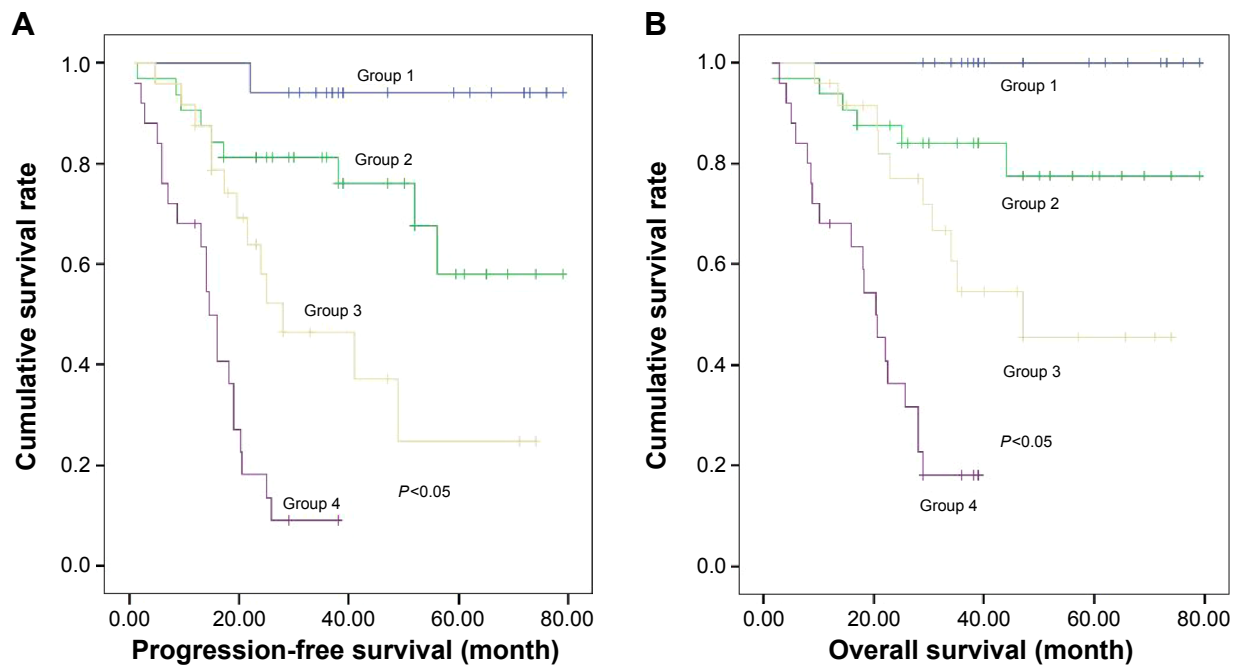 A
Cumulative survival rate
1.0
0.8
0.6
0.4
0.2
0.0
Group 1
Group 2
Group 3
Group 4
P<0.05
0.00 20.00 40.00 60.00 80.00
Progression-free survival (month)
B
Cumulative survival rate
1.0
0.8
0.6
0.4
0.2
0.0
Group 1
Group 2
Group 3
P<0.05
Group 4
0.00 20.00 40.00 60.00 80.00
Overall survival (month)